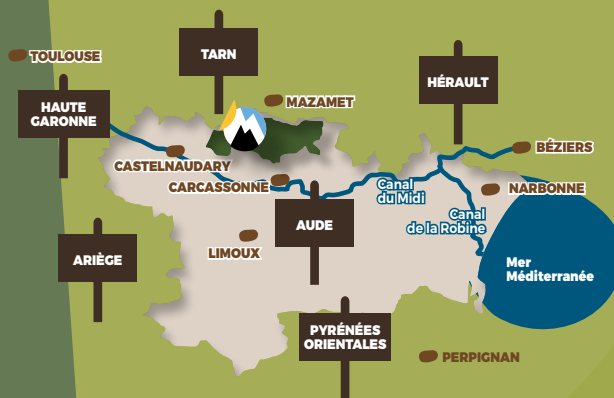 TARN
TOULOUSE
HÉRAULT
HAUTE
GARONNE
MAZAMET
BÉZIERS
CASTELNAUDARY
CARCASSONNE
Canal
du Midi
NARBONNE
Canal
de la Robine
AUDE
LIMOUX
ARIÈGE
Mer
Méditerranée
PYRÉNÉES
ORIENTALES
PERPIGNAN